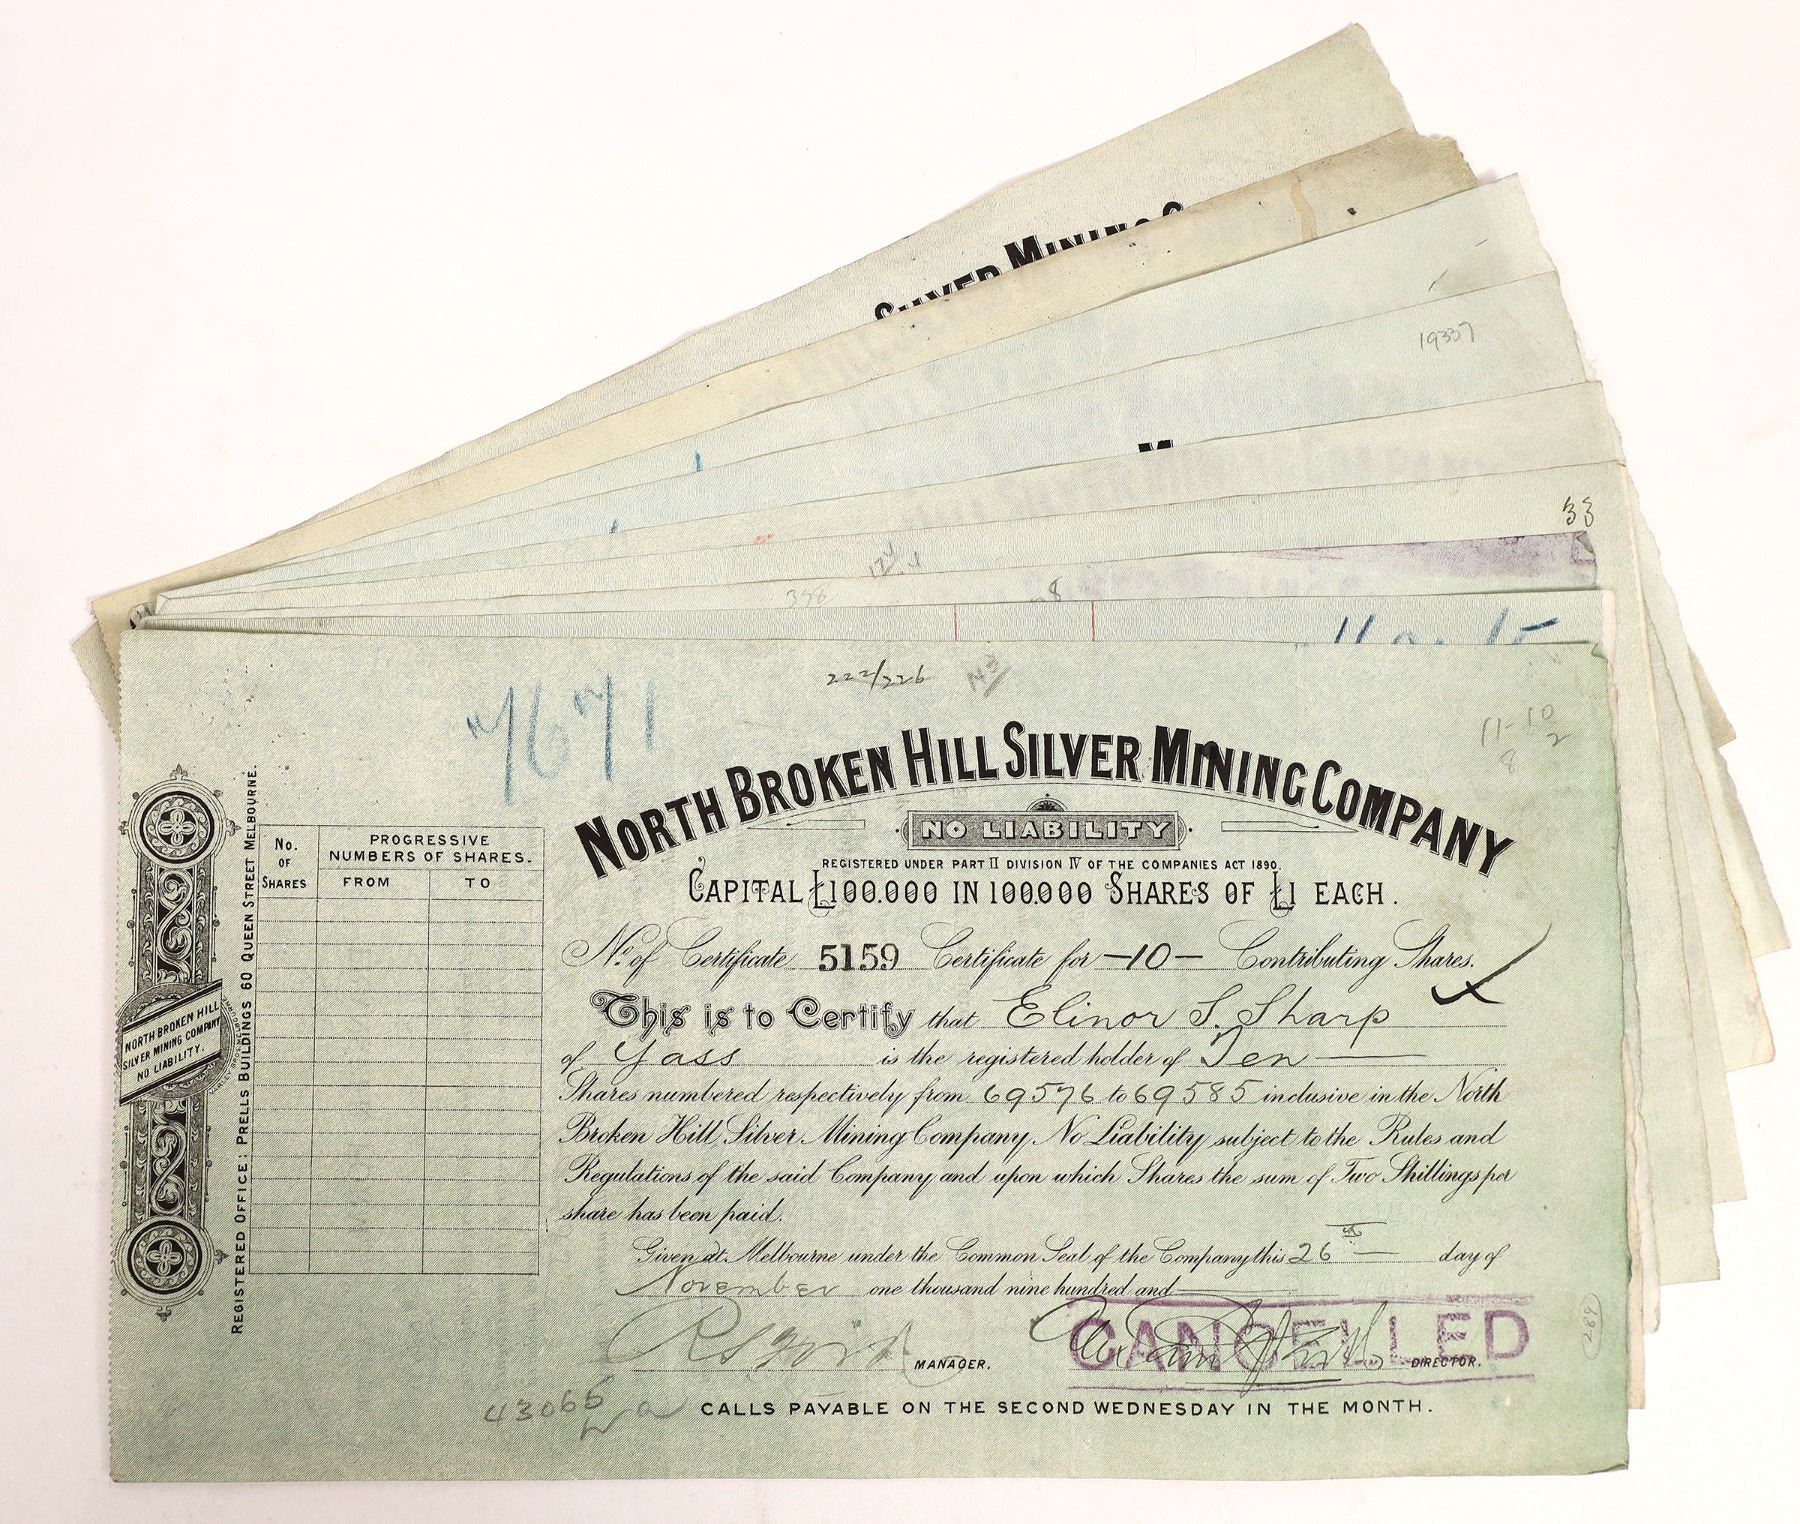 19337
33
398
8
7671
222/226
143/
11-10
8 2
NORTH BROKEN HILL SILVER MINING COMPANY
NO LIABILITY
REGISTERED UNDER PART II DIVISION IV OF THE COMPANIES ACT 1890.
CAPITAL £100.000 IN 100.000 SHARES OF £1 EACH.
No. of Certificate 5159 Certificate for -10- Contributing Shares.
This is to Certify that Elinor S. Sharp
of Yass is the registered holder of Ten
Shares numbered respectively from 69576 to 69585 inclusive in the North
Broken Hill Silver Mining Company No Liability subject to the Rules and
Regulations of the said Company and upon which Shares the sum of Two Shillings per
share has been paid.
Given at Melbourne under the Common Seal of the Company this 26th day of
November one thousand nine hundred and
MANAGER.
CANCELLED
DIRECTOR.
289
43066
CALLS PAYABLE ON THE SECOND WEDNESDAY IN THE MONTH.
No. OF SHARES
PROGRESSIVE NUMBERS OF SHARES.
FROM TO
REGISTERED OFFICE: PRELLS BUILDINGS 60 QUEEN STREET MELBOURNE.
NORTH BROKEN HILL
SILVER MINING COMPANY
NO LIABILITY.